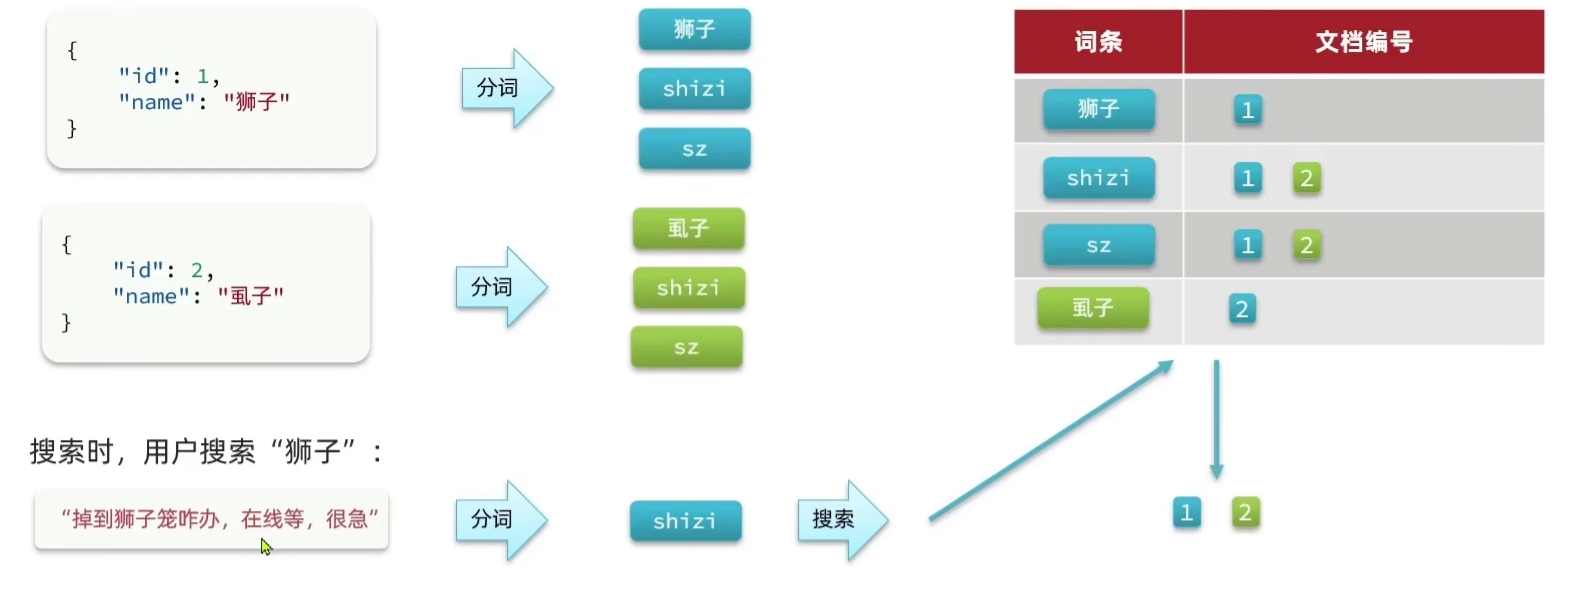 {
"id": 1,
"name": "狮子"
}
分词
狮子
shizi
sz
{
"id": 2,
"name": "虱子"
}
分词
虱子
shizi
sz
词条 文档编号
狮子 1
shizi 1 2
sz 1 2
虱子 2
搜索时，用户搜索“狮子”：
“掉到狮子笼咋办，在线等，很急”
分词
shizi
搜索
1 2